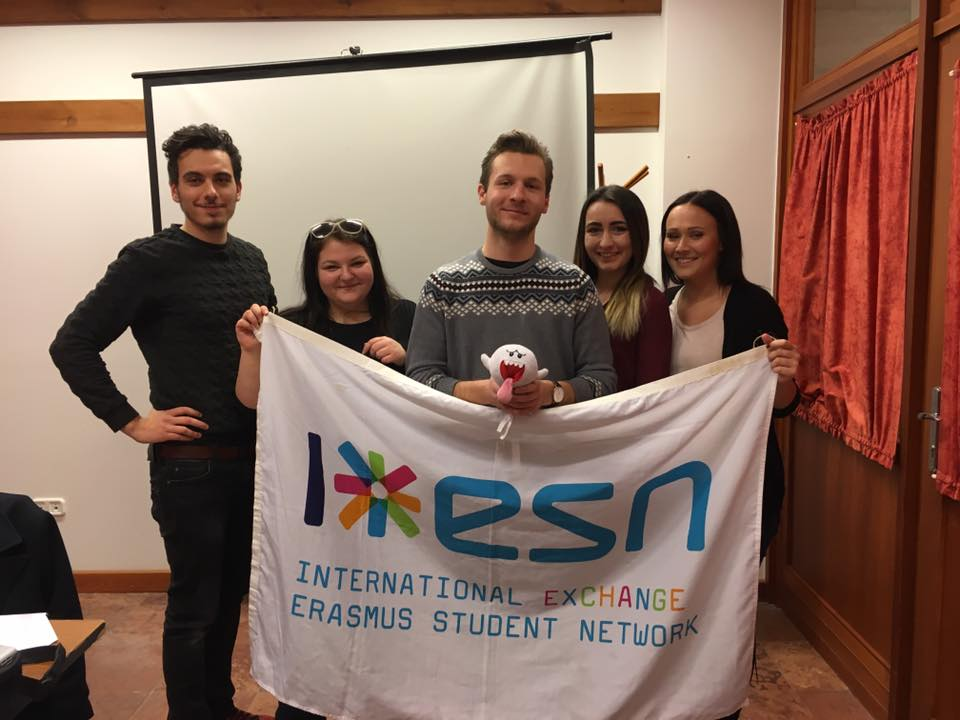 I esn
INTERNATIONAL EXCHANGE
ERASMUS STUDENT NETWORK